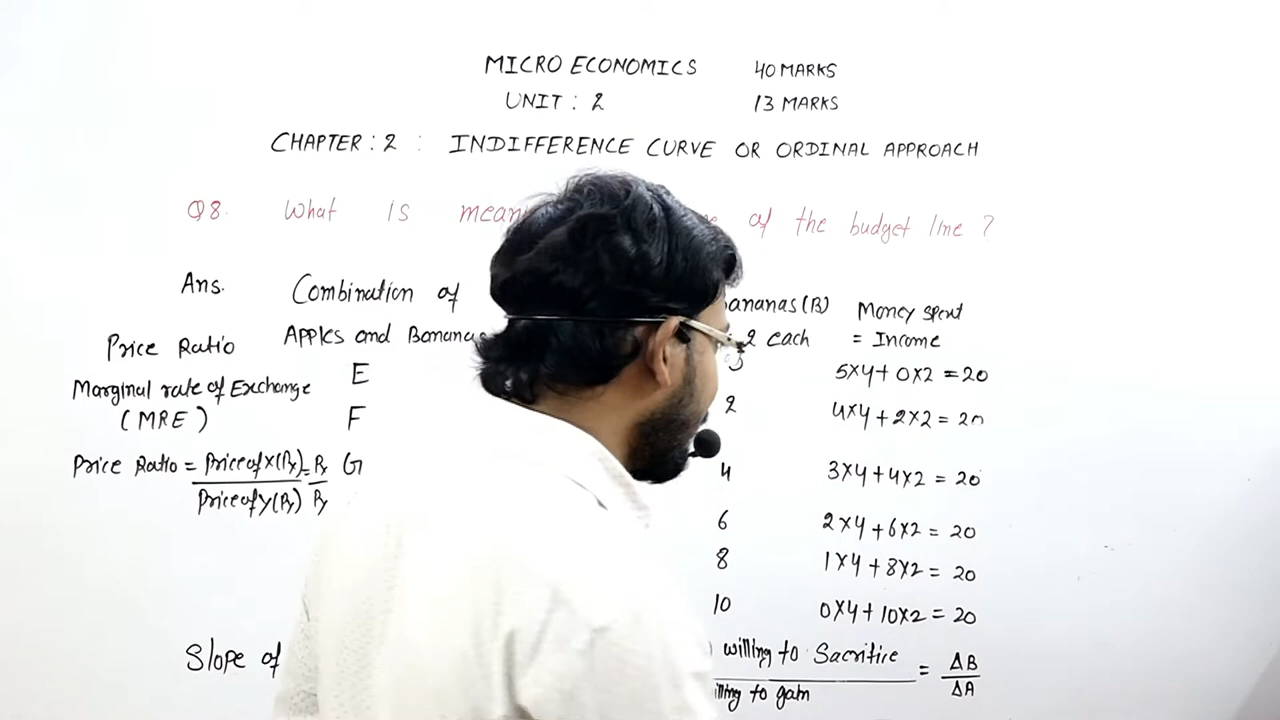 MICRO ECONOMICS 40 MARKS
UNIT : 2 13 MARKS
CHAPTER : 2 : INDIFFERENCE CURVE OR ORDINAL APPROACH
Q8. What is of the budget line ?
Ans. Combination of (B) Money spent
Price Ratio Apples and 2 each = Income
E 5x4+0x2 = 20
Marginal rate of Exchange
(MRE) F 2 4x4+2x2 = 20
Price Ratio = Price of X(Px) = Px G 4 3x4+4x2 = 20
Price of Y(Py) Py
6 2x4+6x2 = 20
8 1x4+8x2 = 20
10 0x4+10x2 = 20
Slope of willing to Sacrifice = ΔB
to gain ΔA